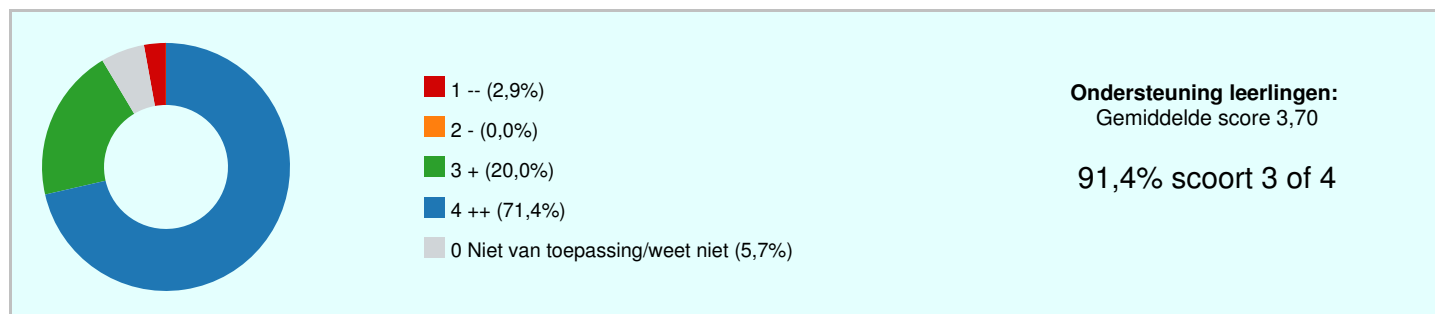 1 -- (2,9%)
2 - (0,0%)
3 + (20,0%)
4 ++ (71,4%)
0 Niet van toepassing/weet niet (5,7%)
Ondersteuning leerlingen:
Gemiddelde score 3,70
91,4% scoort 3 of 4